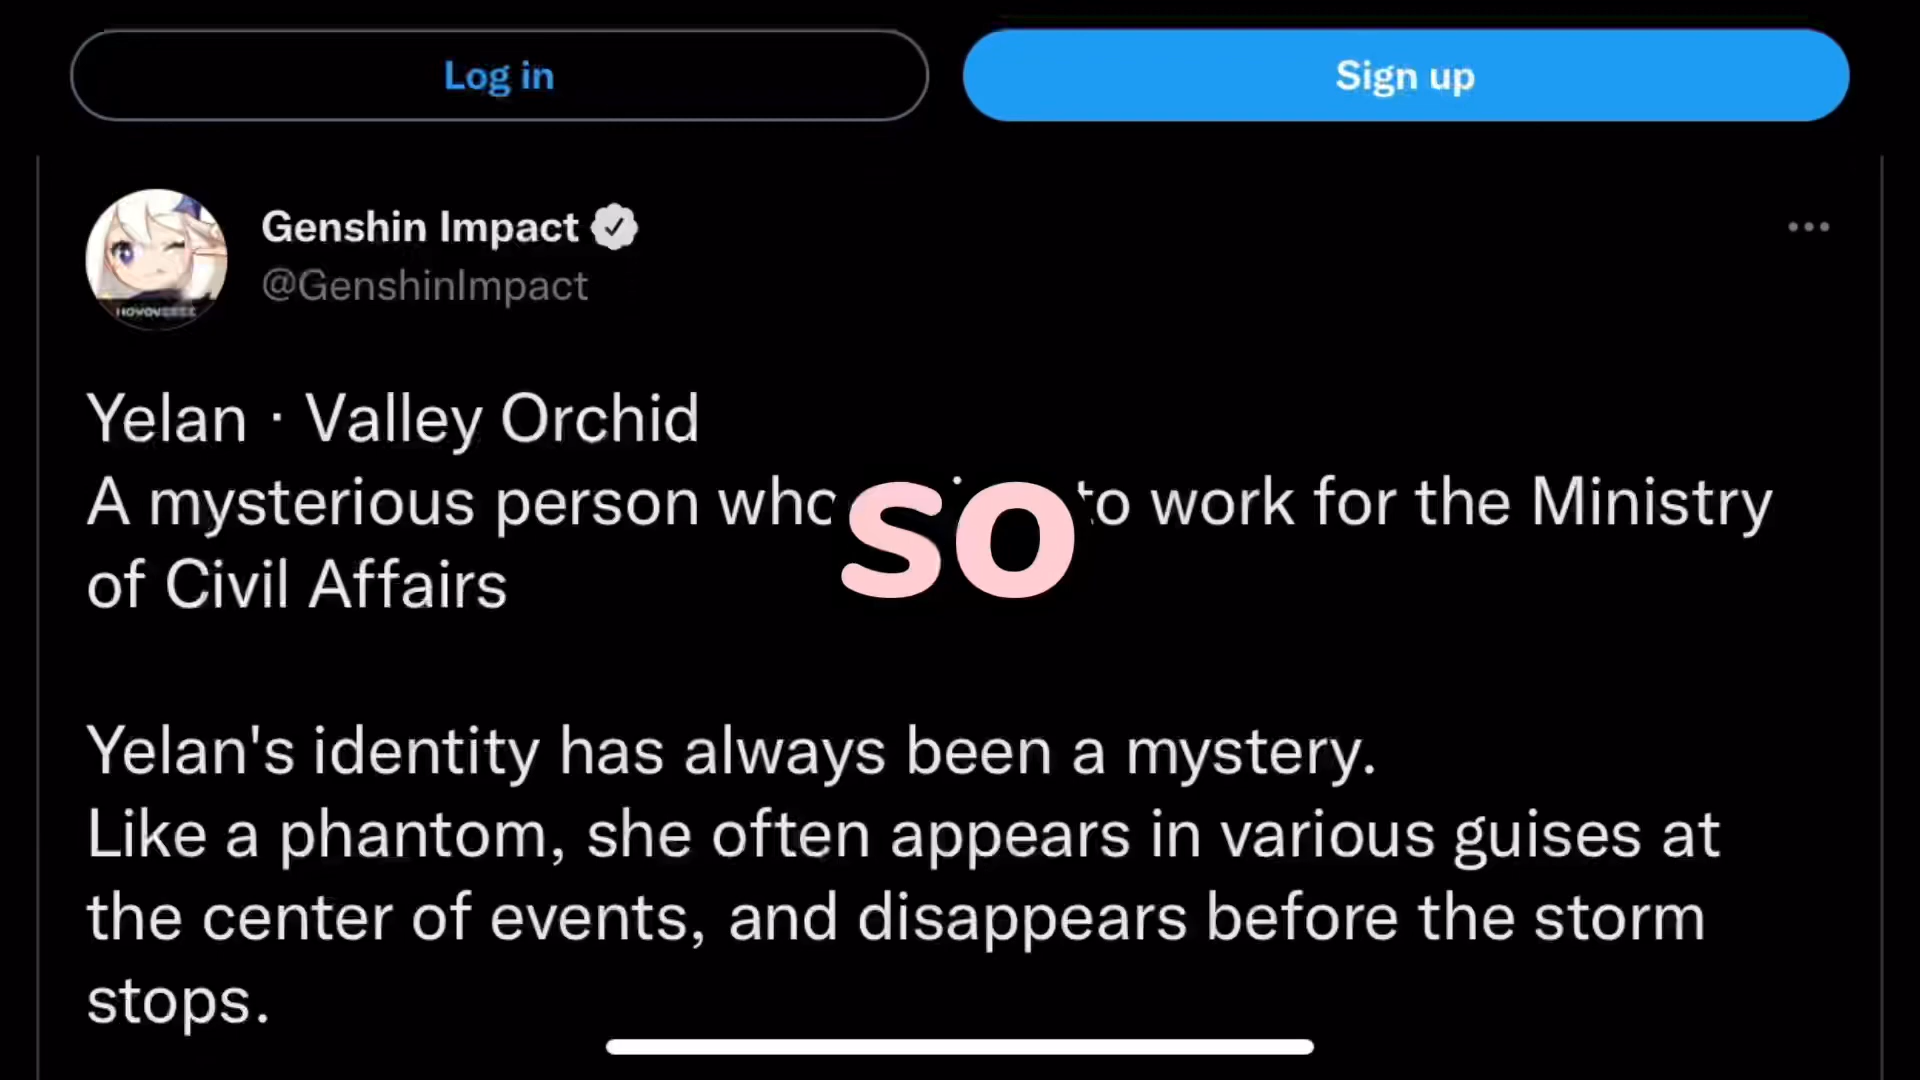 Log in
Sign up
Genshin Impact
@GenshinImpact
HOYOVERSE
Yelan · Valley Orchid
A mysterious person who to work for the Ministry
so
of Civil Affairs
Yelan's identity has always been a mystery.
Like a phantom, she often appears in various guises at
the center of events, and disappears before the storm
stops.